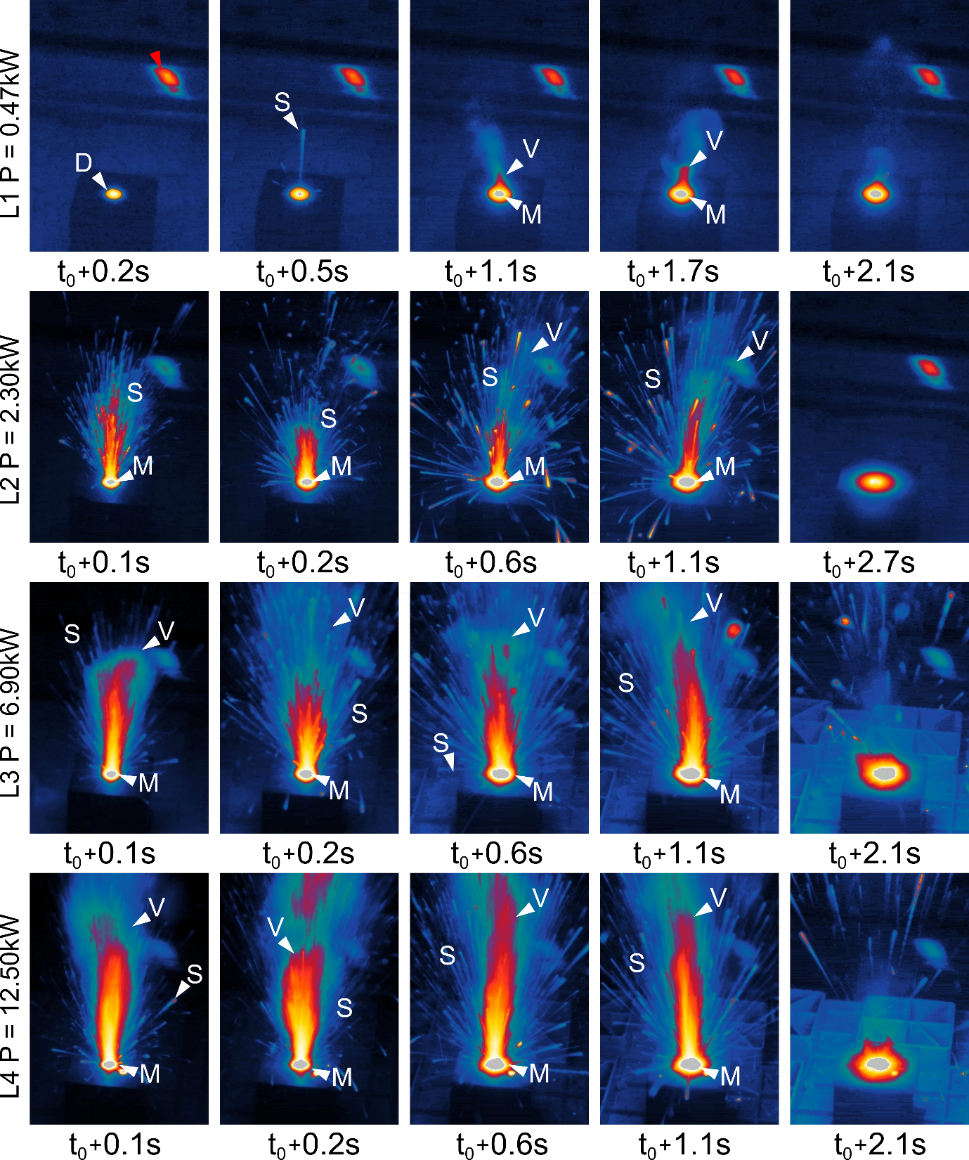 L1 P = 0.47kW
D
S
V
M
V
M
t₀+0.2s
t₀+0.5s
t₀+1.1s
t₀+1.7s
t₀+2.1s
L2 P = 2.30kW
S
M
S
M
S
V
M
S
V
M
t₀+0.1s
t₀+0.2s
t₀+0.6s
t₀+1.1s
t₀+2.7s
L3 P = 6.90kW
S
V
M
V
S
M
V
S
M
V
S
M
t₀+0.1s
t₀+0.2s
t₀+0.6s
t₀+1.1s
t₀+2.1s
L4 P = 12.50kW
V
S
M
V
S
M
V
S
M
V
S
M
t₀+0.1s
t₀+0.2s
t₀+0.6s
t₀+1.1s
t₀+2.1s